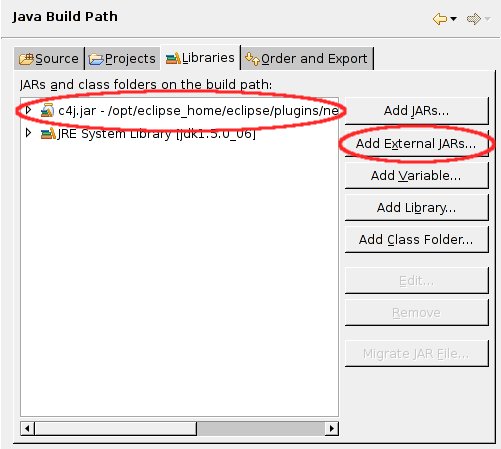 Java Build Path
Source Projects Libraries Order and Export
JARs and class folders on the build path:
c4j.jar - /opt/eclipse_home/eclipse/plugins/ne
JRE System Library [jdk1.5.0_06]
Add JARs...
Add External JARs...
Add Variable...
Add Library...
Add Class Folder...
Edit...
Remove
Migrate JAR File...